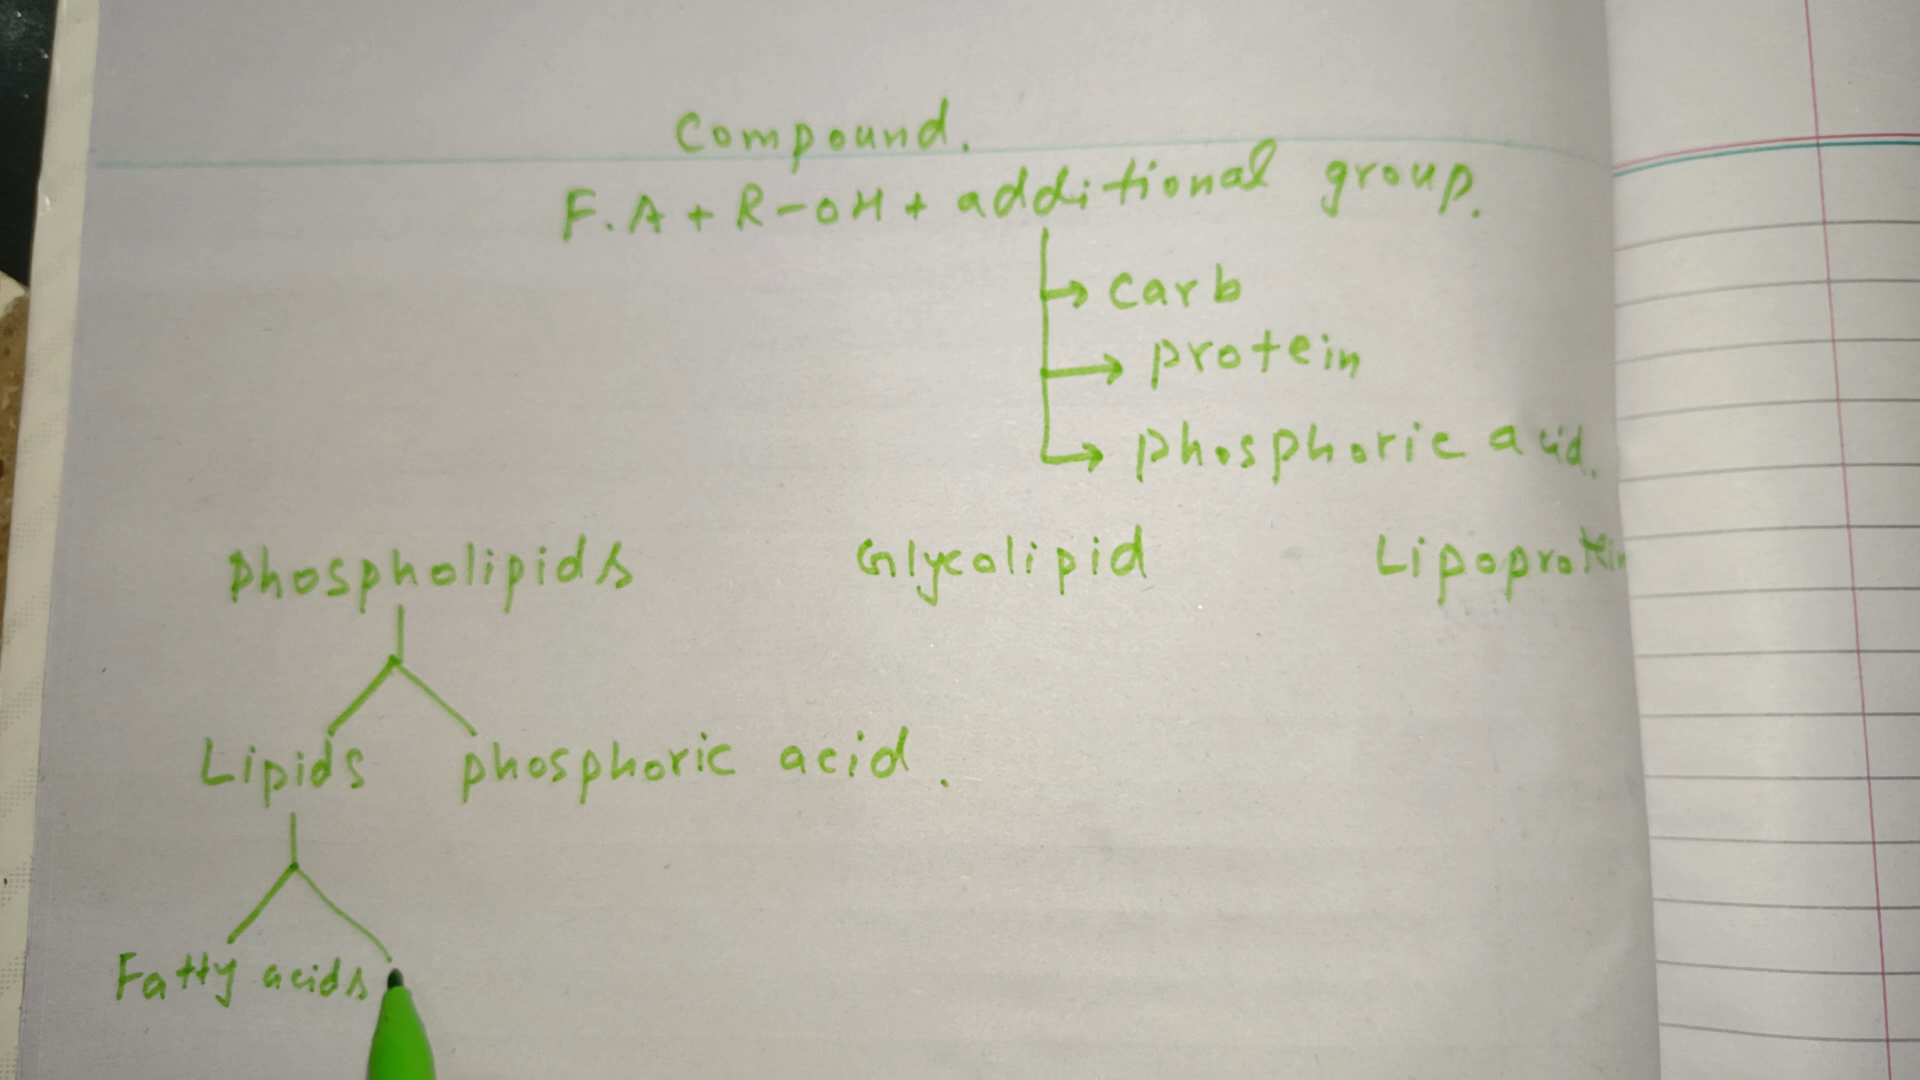 Compound.
F.A + R-OH + additional group.
→ Carb
→ protein
→ phosphoric acid.
Phospholipids Glycolipid Lipoprotein
Lipids phosphoric acid.
Fatty acids